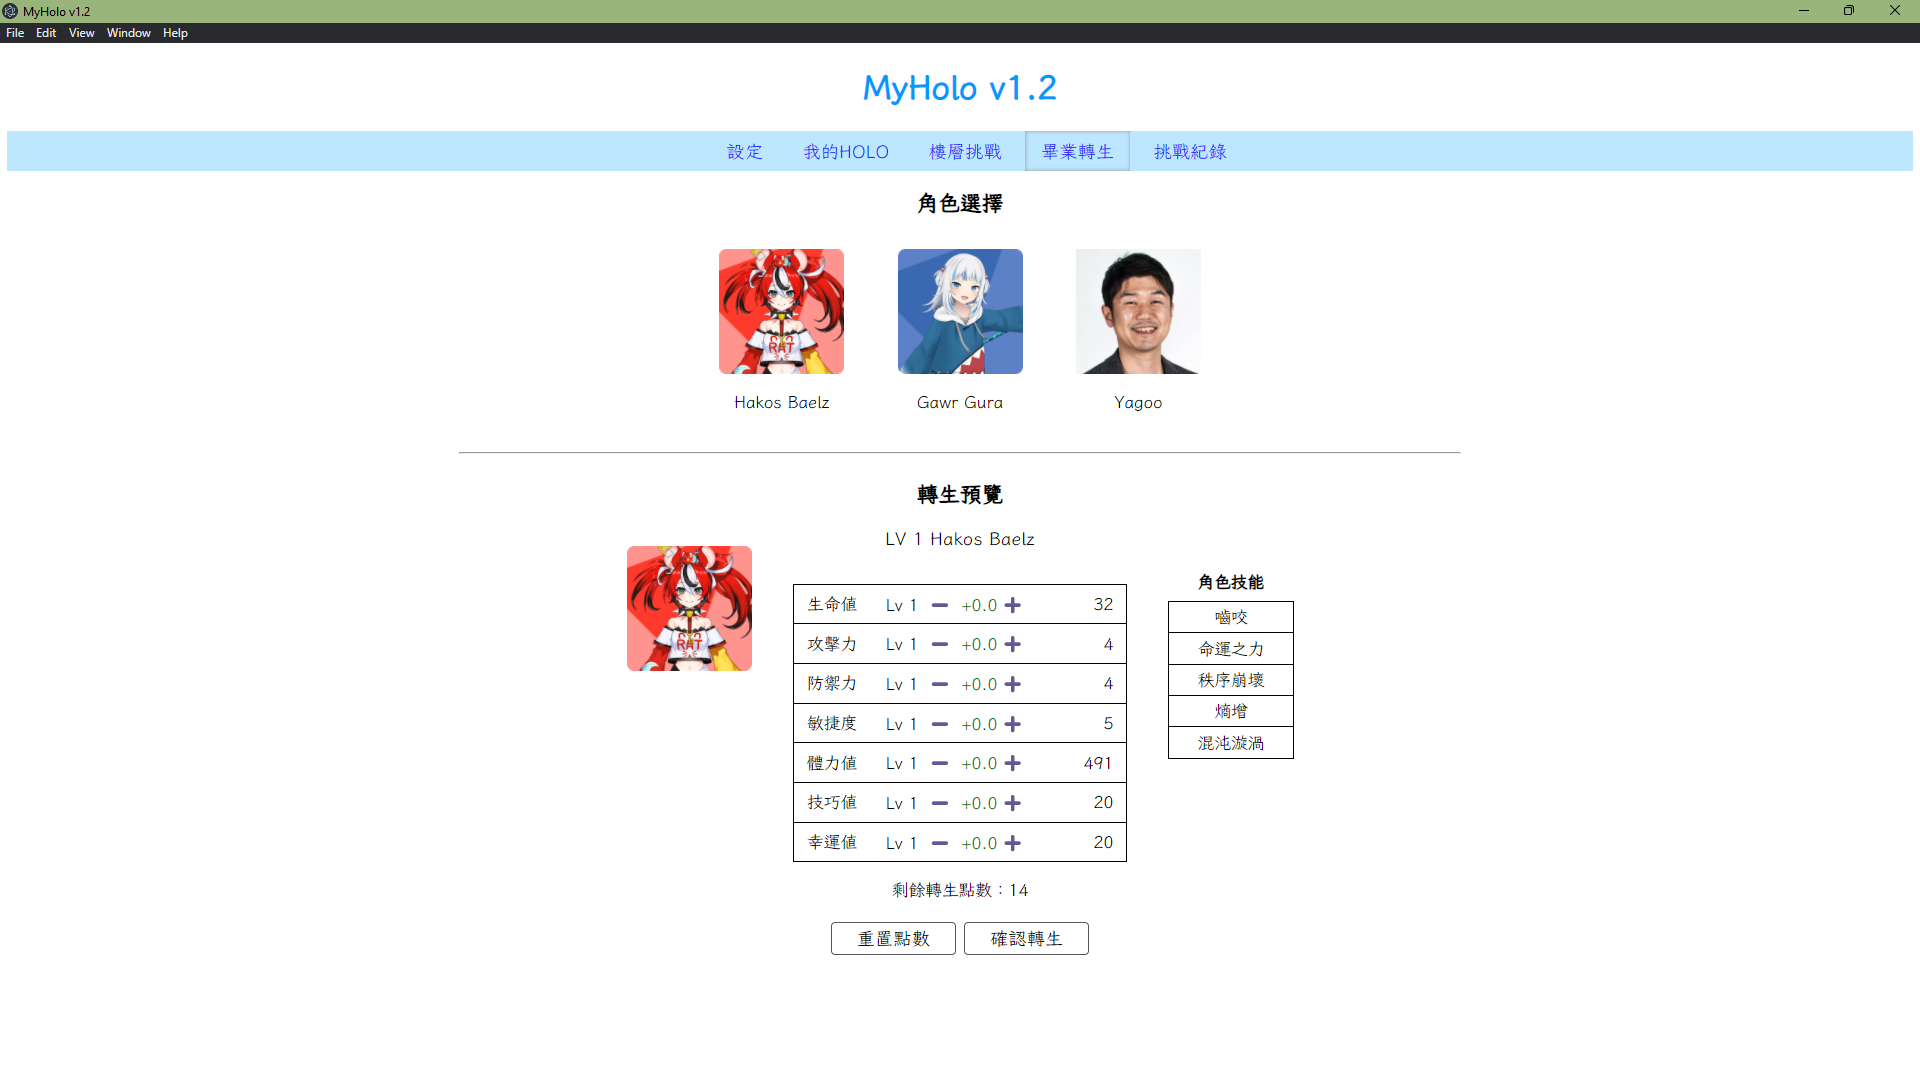 MyHolo v1.2
File Edit View Window Help
MyHolo v1.2
設定 我的HOLO 樓層挑戰 畢業轉生 挑戰紀錄
角色選擇
RAT
Hakos Baelz Gawr Gura Yagoo
轉生預覽
LV 1 Hakos Baelz
RAT
生命值 Lv 1 +0.0 32
攻擊力 Lv 1 +0.0 4
防禦力 Lv 1 +0.0 4
敏捷度 Lv 1 +0.0 5
體力值 Lv 1 +0.0 491
技巧值 Lv 1 +0.0 20
幸運值 Lv 1 +0.0 20
角色技能
嚙咬
命運之力
秩序崩壞
熵增
混沌漩渦
剩餘轉生點數：14
重置點數 確認轉生